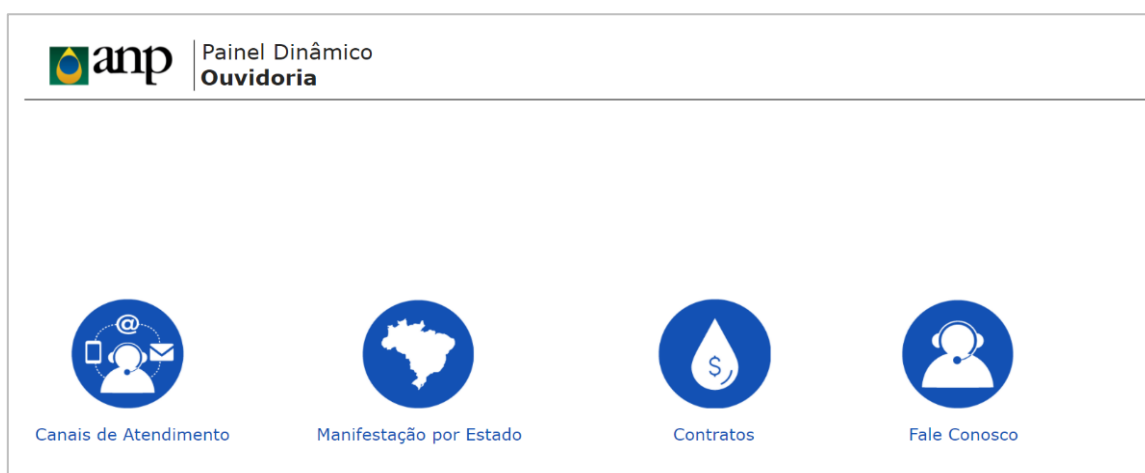 anp
Painel Dinâmico
Ouvidoria
@
$
Canais de Atendimento
Manifestação por Estado
Contratos
Fale Conosco